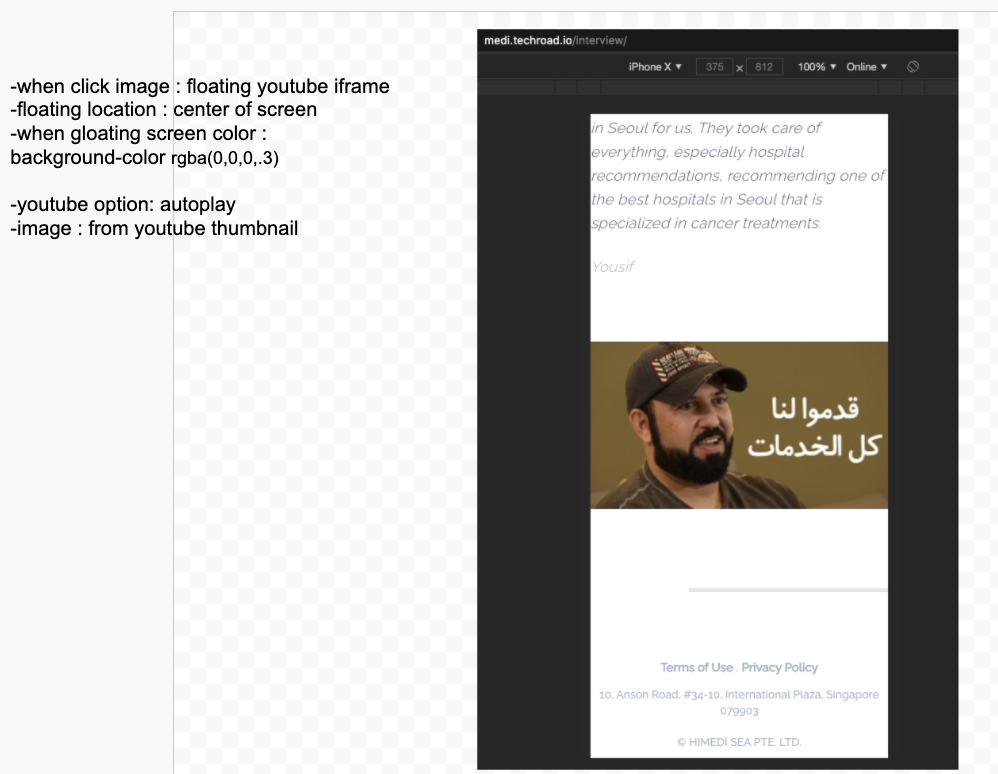 -when click image : floating youtube iframe
-floating location : center of screen
-when gloating screen color :
background-color rgba(0,0,0,.3)
-youtube option: autoplay
-image : from youtube thumbnail
medi.techroad.io/interview/
iPhone X ▼ 375 x 812 100% ▼ Online ▼
in Seoul for us. They took care of
everything, especially hospital
recommendations, recommending one of
the best hospitals in Seoul that is
specialized in cancer treatments.
Yousif
قدموا لنا
كل الخدمات
Terms of Use . Privacy Policy
10, Anson Road, #34-10, International Plaza, Singapore
079903
© HIMEDI SEA PTE. LTD.